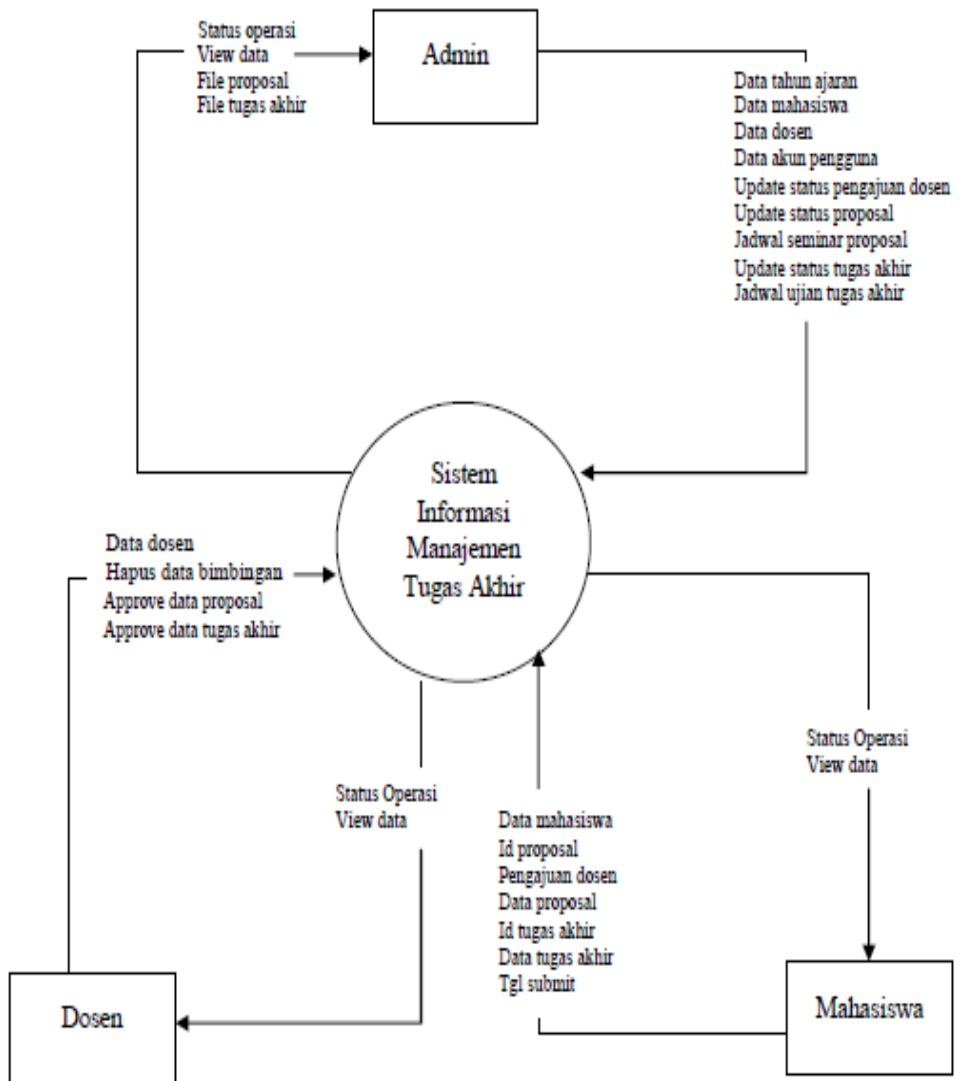 Status operasi
View data
File proposal
File tugas akhir
Admin
Data tahun ajaran
Data mahasiswa
Data dosen
Data akun pengguna
Update status pengajuan dosen
Update status proposal
Jadwal seminar proposal
Update status tugas akhir
Jadwal ujian tugas akhir
Sistem
Informasi
Manajemen
Tugas Akhir
Data dosen
Hapus data bimbingan
Approve data proposal
Approve data tugas akhir
Status Operasi
View data
Status Operasi
View data
Data mahasiswa
Id proposal
Pengajuan dosen
Data proposal
Id tugas akhir
Data tugas akhir
Tgl submit
Dosen
Mahasiswa